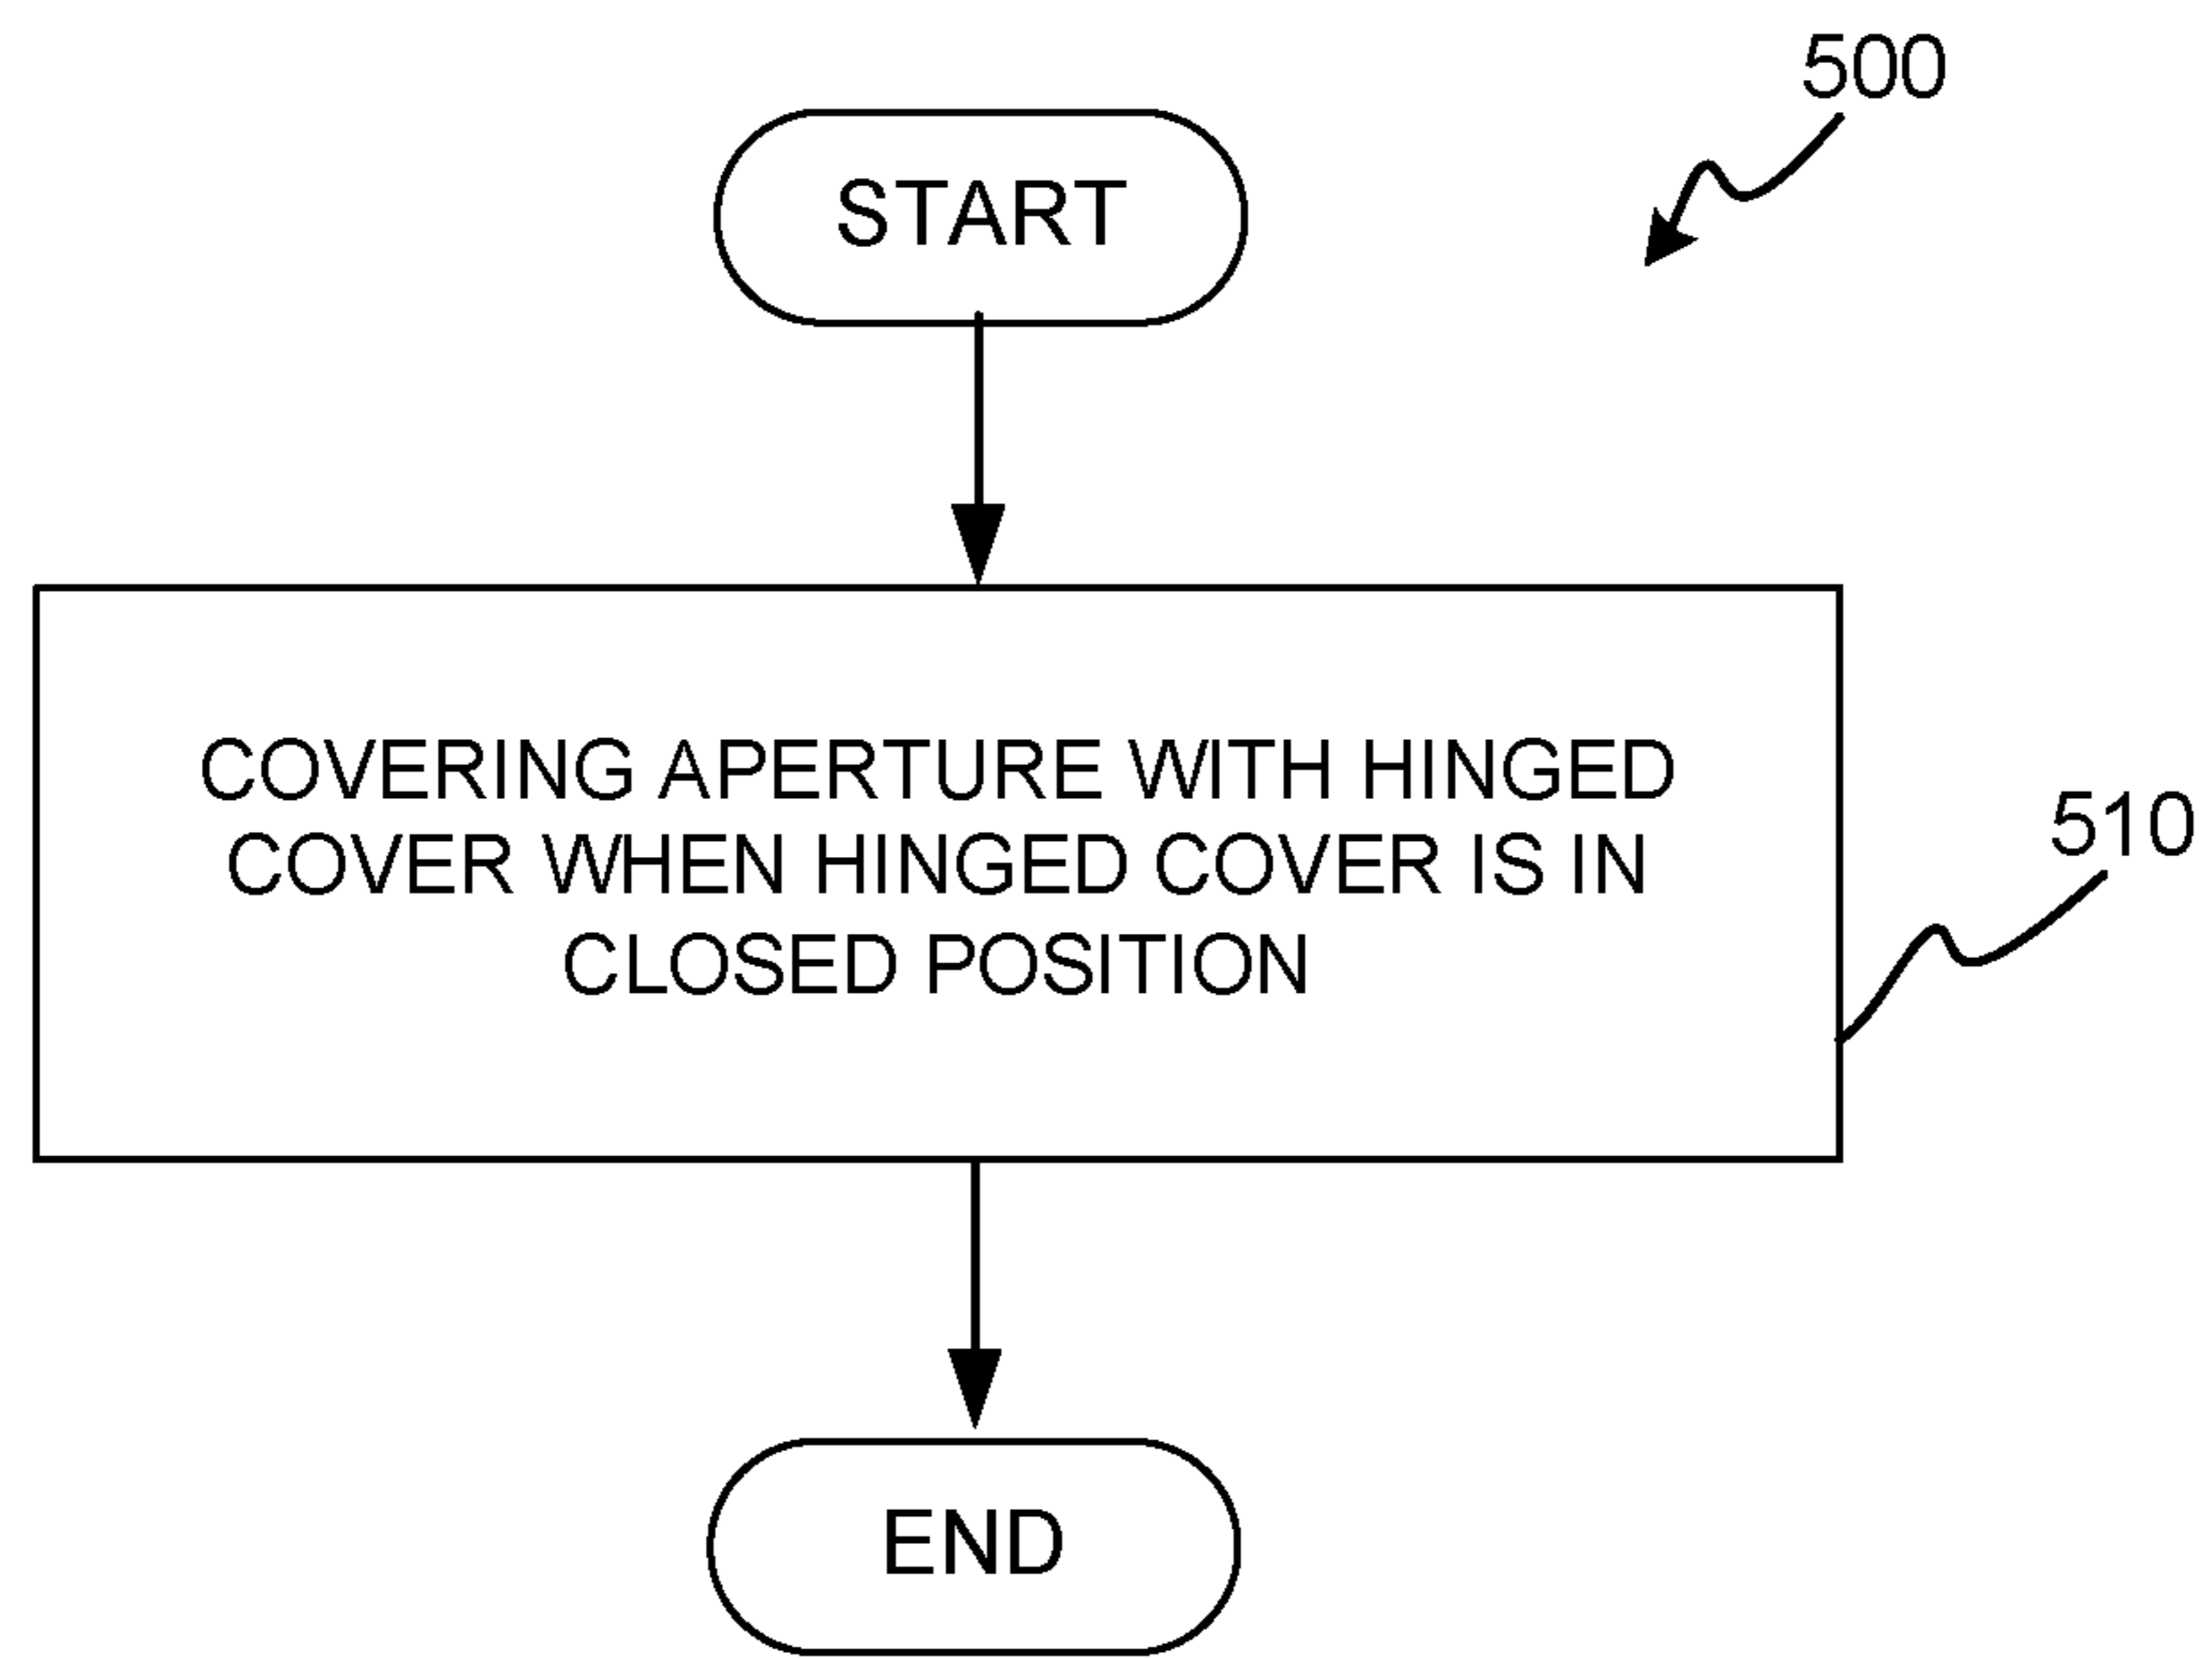 500
START
COVERING APERTURE WITH HINGED
COVER WHEN HINGED COVER IS IN
CLOSED POSITION
510
END